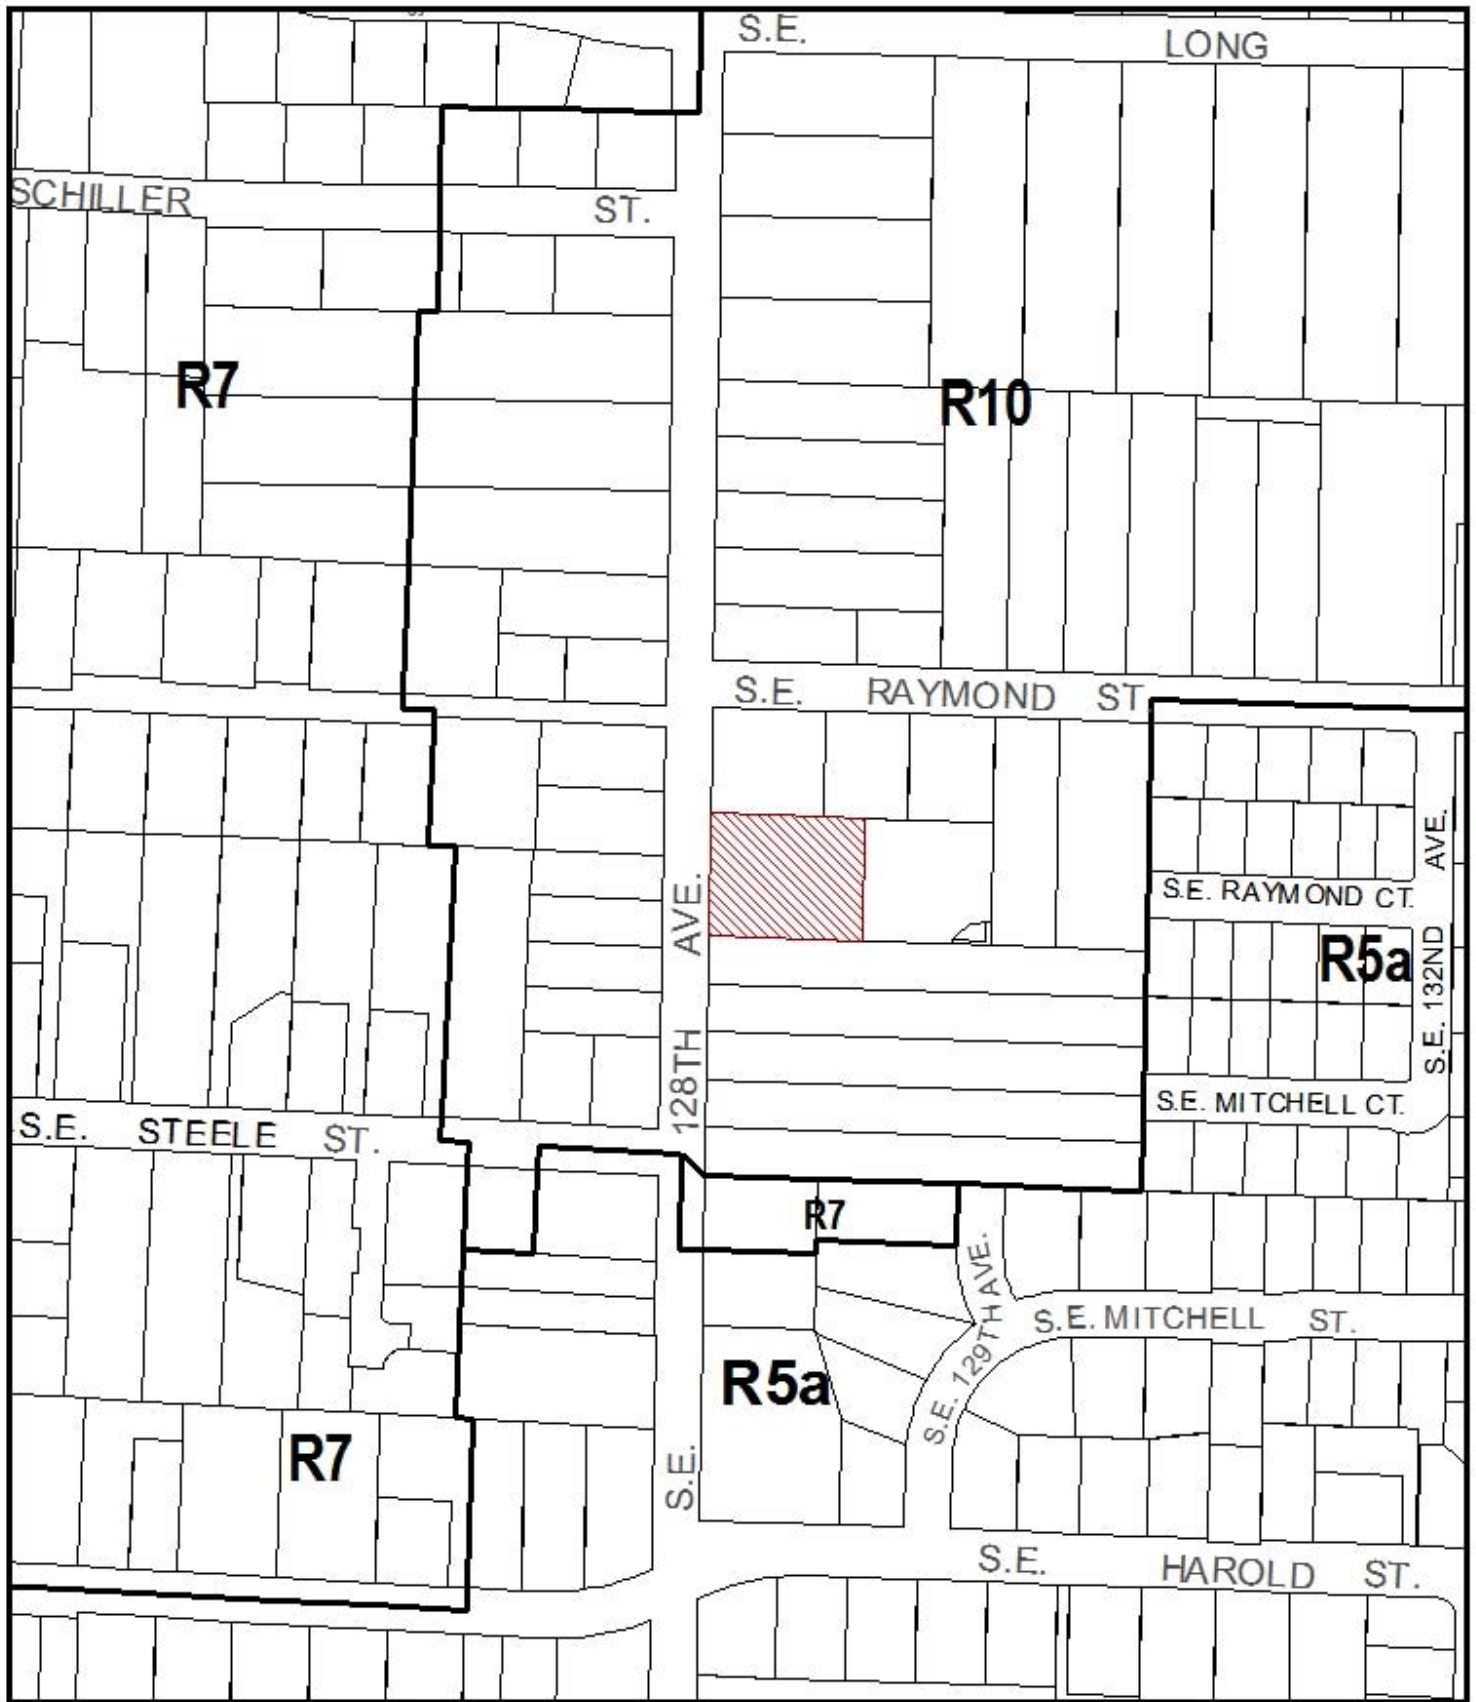 S.E. LONG
SCHILLER ST.
R7
R10
S.E. RAYMOND ST
AVE.
S.E. RAYMOND CT.
R5a
S.E. 132ND
128TH AVE.
S.E. MITCHELL CT.
S.E. STEELE ST.
R7
S.E. 129TH AVE.
S.E. MITCHELL ST.
R5a
R7
S.E.
S.E. HAROLD ST.